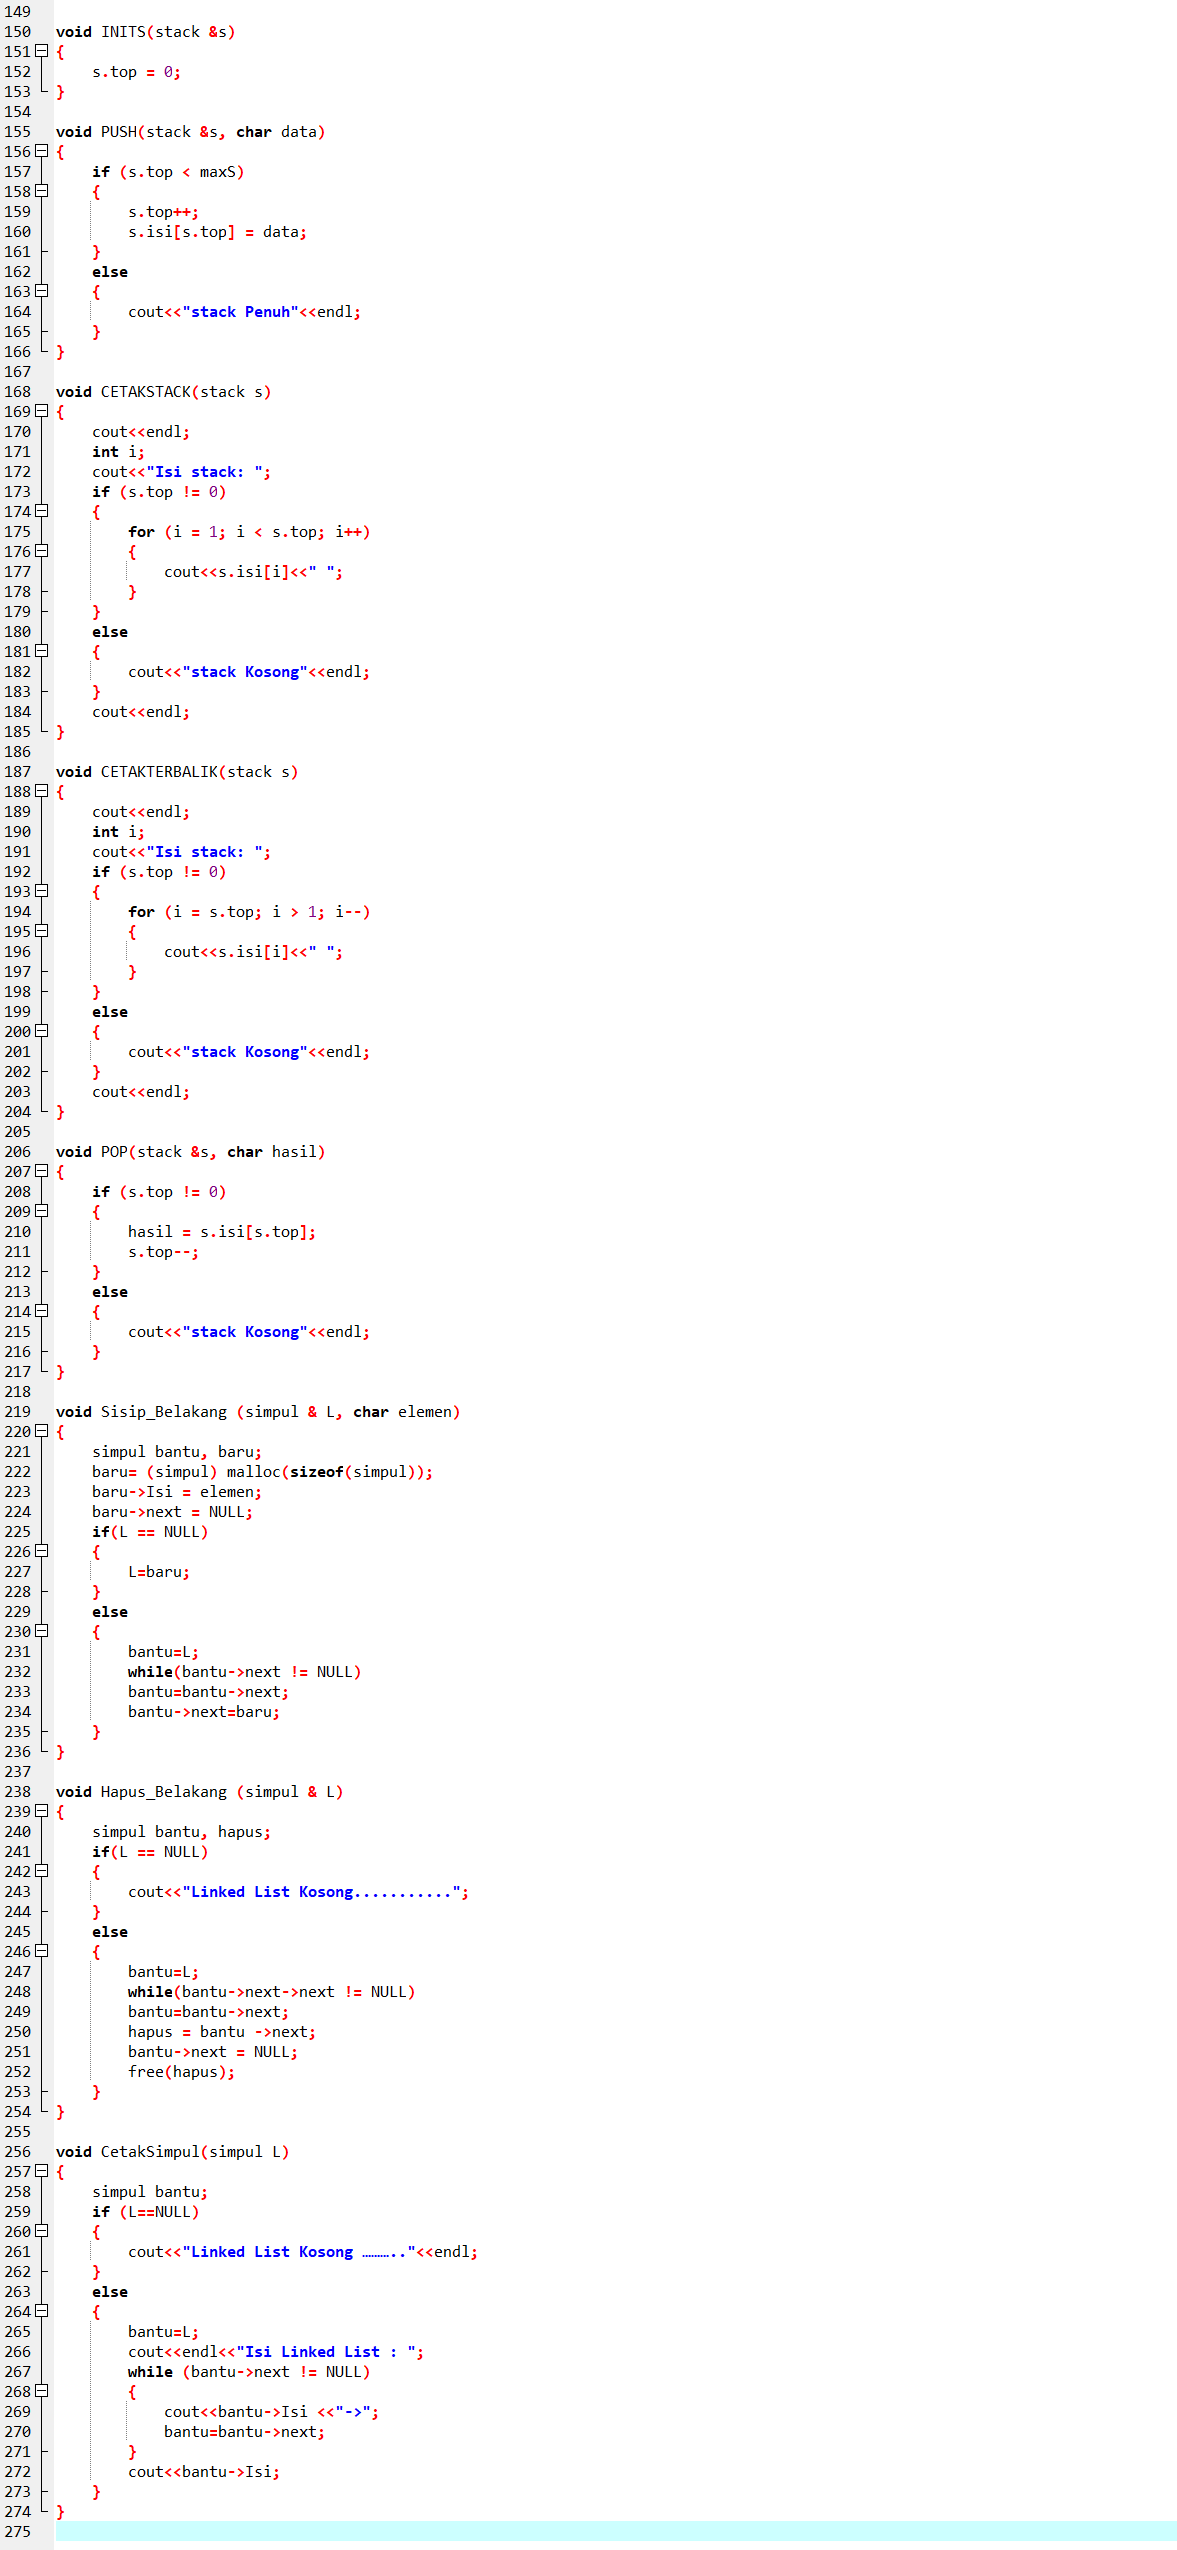 149
150 void INITS(stack &s)
151 {
152     s.top = 0;
153 }
154
155 void PUSH(stack &s, char data)
156 {
157     if (s.top < maxS)
158     {
159         s.top++;
160         s.isi[s.top] = data;
161     }
162     else
163     {
164         cout<<"stack Penuh"<<endl;
165     }
166 }
167
168 void CETAKSTACK(stack s)
169 {
170     cout<<endl;
171     int i;
172     cout<<"Isi stack: ";
173     if (s.top != 0)
174     {
175         for (i = 1; i < s.top; i++)
176         {
177             cout<<s.isi[i]<<" ";
178         }
179     }
180     else
181     {
182         cout<<"stack Kosong"<<endl;
183     }
184     cout<<endl;
185 }
186
187 void CETAKTERBALIK(stack s)
188 {
189     cout<<endl;
190     int i;
191     cout<<"Isi stack: ";
192     if (s.top != 0)
193     {
194         for (i = s.top; i > 1; i--)
195         {
196             cout<<s.isi[i]<<" ";
197         }
198     }
199     else
200     {
201         cout<<"stack Kosong"<<endl;
202     }
203     cout<<endl;
204 }
205
206 void POP(stack &s, char hasil)
207 {
208     if (s.top != 0)
209     {
210         hasil = s.isi[s.top];
211         s.top--;
212     }
213     else
214     {
215         cout<<"stack Kosong"<<endl;
216     }
217 }
218
219 void Sisip_Belakang (simpul & L, char elemen)
220 {
221     simpul bantu, baru;
222     baru= (simpul) malloc(sizeof(simpul));
223     baru->Isi = elemen;
224     baru->next = NULL;
225     if(L == NULL)
226     {
227         L=baru;
228     }
229     else
230     {
231         bantu=L;
232         while(bantu->next != NULL)
233         bantu=bantu->next;
234         bantu->next=baru;
235     }
236 }
237
238 void Hapus_Belakang (simpul & L)
239 {
240     simpul bantu, hapus;
241     if(L == NULL)
242     {
243         cout<<"Linked List Kosong...........";
244     }
245     else
246     {
247         bantu=L;
248         while(bantu->next->next != NULL)
249         bantu=bantu->next;
250         hapus = bantu ->next;
251         bantu->next = NULL;
252         free(hapus);
253     }
254 }
255
256 void CetakSimpul(simpul L)
257 {
258     simpul bantu;
259     if (L==NULL)
260     {
261         cout<<"Linked List Kosong ……….."<<endl;
262     }
263     else
264     {
265         bantu=L;
266         cout<<endl<<"Isi Linked List : ";
267         while (bantu->next != NULL)
268         {
269             cout<<bantu->Isi <<"->";
270             bantu=bantu->next;
271         }
272         cout<<bantu->Isi;
273     }
274 }
275